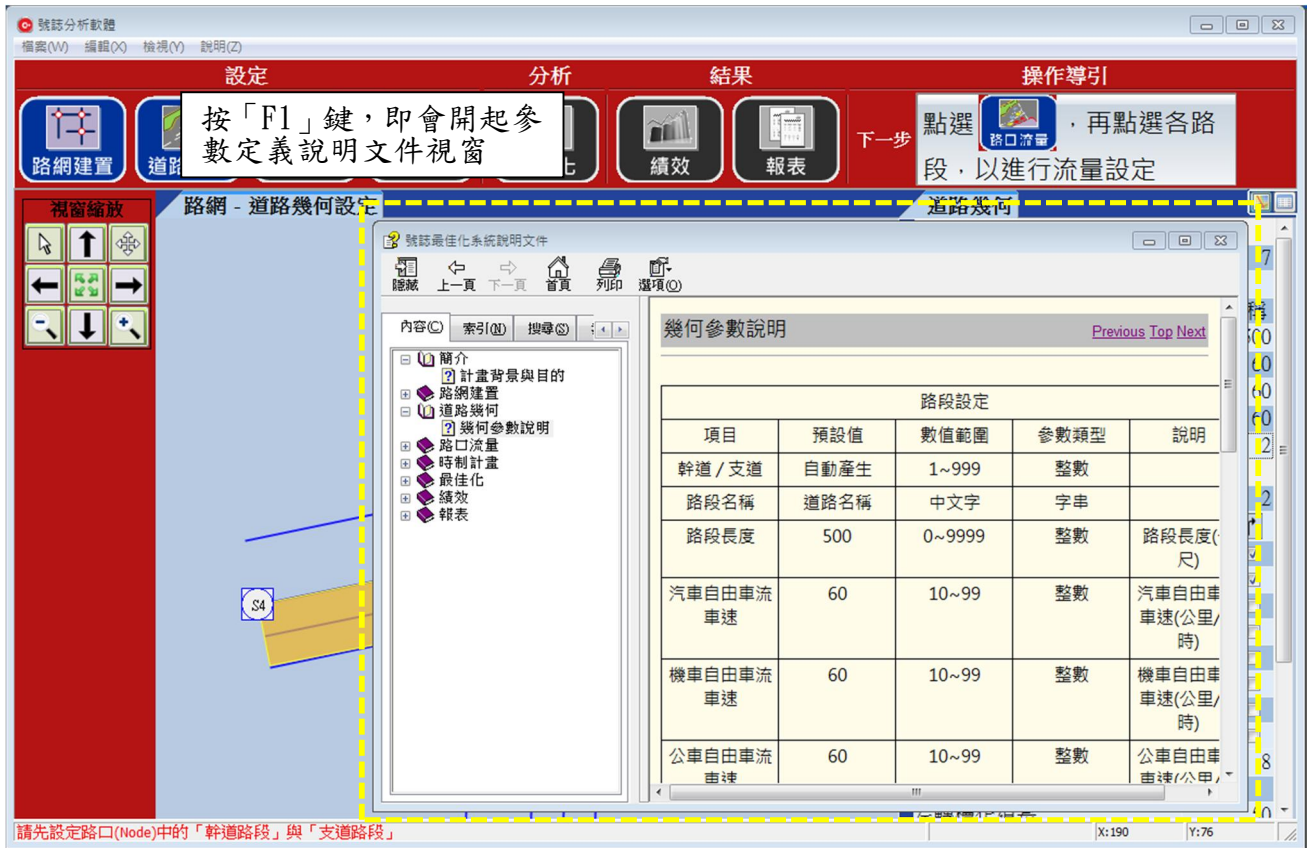 號誌分析軟體
檔案(W) 編輯(X) 檢視(Y) 說明(Z)
設定 分析 結果 操作導引
路網建置
道路
按「F1」鍵，即會開起參
數定義說明文件視窗
績效
報表
下一步
點選 路口流量 ，再點選各路
段，以進行流量設定
視窗縮放
路網 - 道路幾何設定
道路幾何
號誌最佳化系統說明文件
隱藏 上一頁 下一頁 首頁 列印 選項(O)
內容(C) 索引(N) 搜尋(S)
簡介
計畫背景與目的
路網建置
道路幾何
幾何參數說明
路口流量
時制計畫
最佳化
績效
報表
幾何參數說明 Previous Top Next
路段設定
項目 預設值 數值範圍 參數類型 說明
幹道 / 支道 自動產生 1~999 整數
路段名稱 道路名稱 中文字 字串
路段長度 500 0~9999 整數 路段長度(
尺)
汽車自由車流 60 10~99 整數 汽車自由車
車速 車速(公里/
時)
機車自由車流 60 10~99 整數 機車自由車
車速 車速(公里/
時)
公車自由車流 60 10~99 整數 公車自由車
車速 車速(公里/
S4
請先設定路口(Node)中的「幹道路段」與「支道路段」
X:190 Y:76